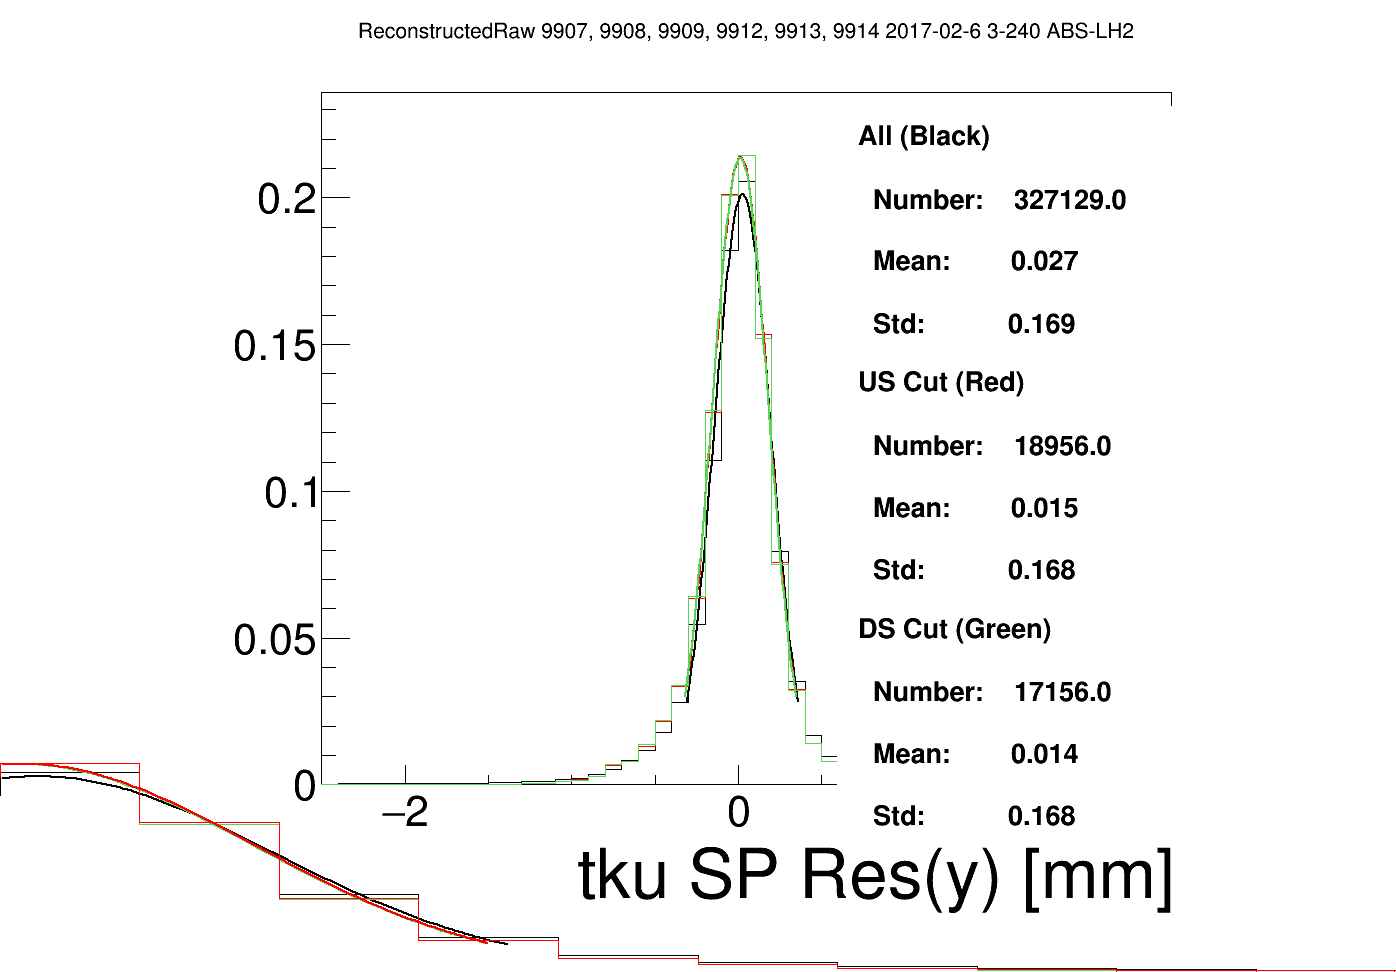 ReconstructedRaw 9907, 9908, 9909, 9912, 9913, 9914 2017-02-6 3-240 ABS-LH2
All (Black)
Number: 327129.0
Mean: 0.027
Std: 0.169
US Cut (Red)
Number: 18956.0
Mean: 0.015
Std: 0.168
DS Cut (Green)
Number: 17156.0
Mean: 0.014
Std: 0.168
0.2
0.15
0.1
0.05
0
−2 0
tku SP Res(y) [mm]